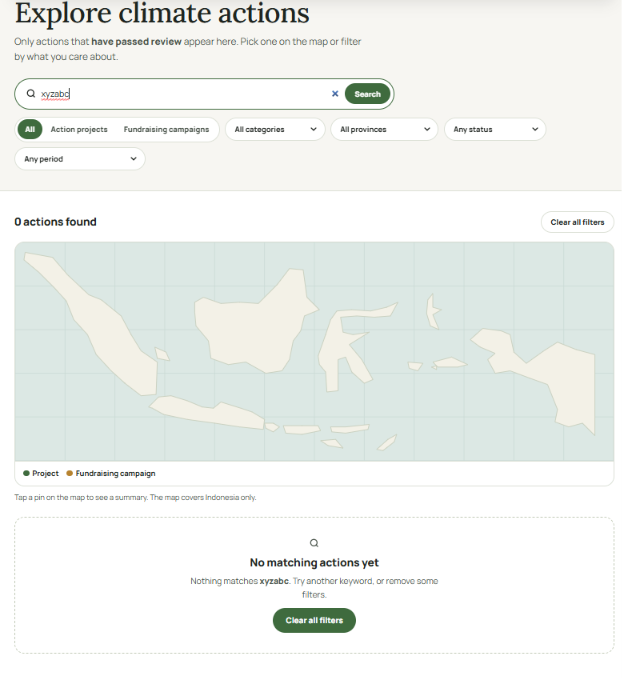 Explore climate actions
Only actions that have passed review appear here. Pick one on the map or filter
by what you care about.
xyzabc
Search
All
Action projects
Fundraising campaigns
All categories
All provinces
Any status
Any period
0 actions found
Clear all filters
Project
Fundraising campaign
Tap a pin on the map to see a summary. The map covers Indonesia only.
No matching actions yet
Nothing matches xyzabc. Try another keyword, or remove some
filters.
Clear all filters